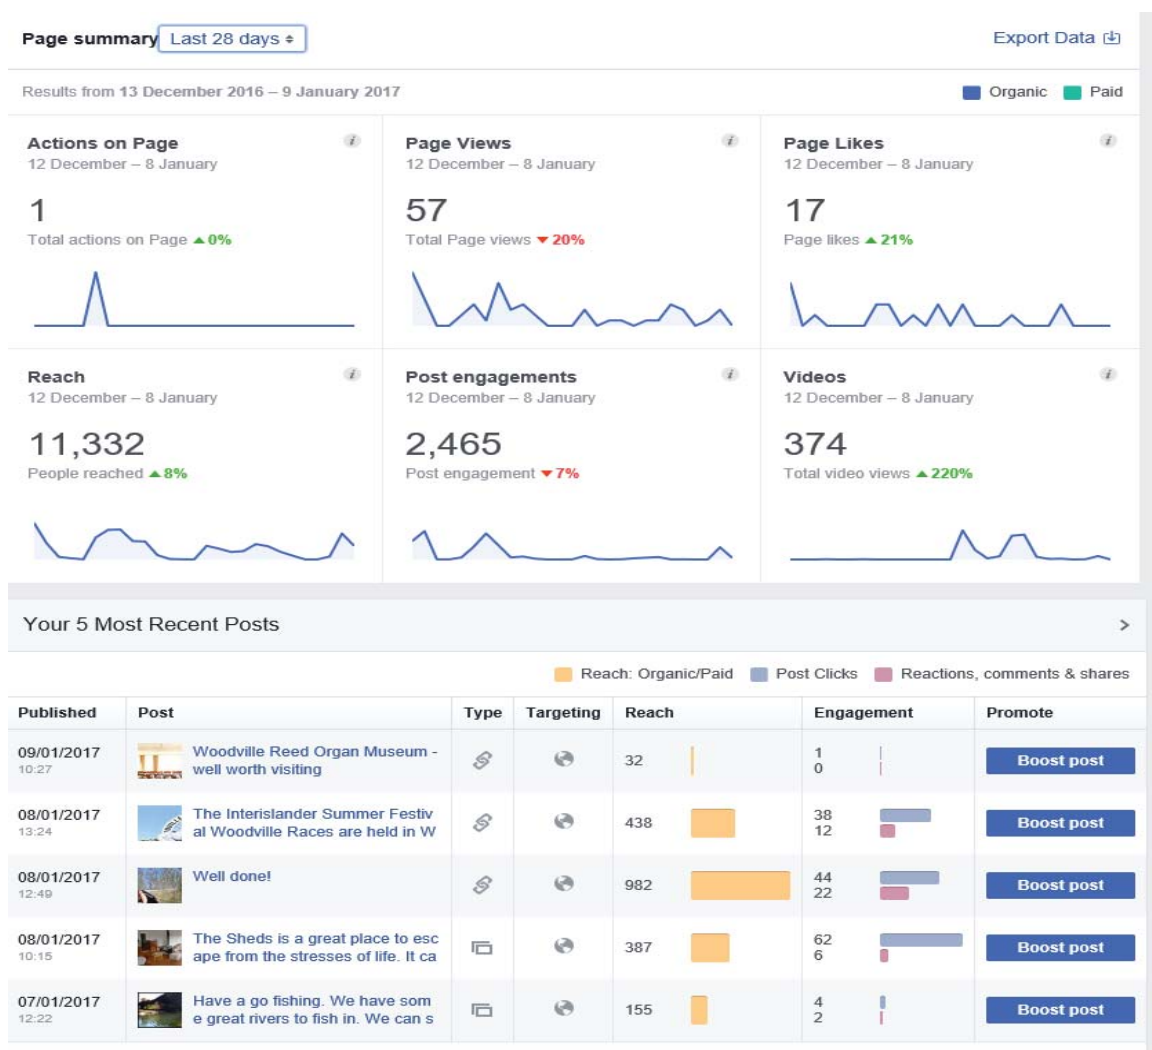 Page summary Last 28 days Export Data
Results from 13 December 2016 – 9 January 2017 Organic Paid
Actions on Page
12 December – 8 January
1
Total actions on Page ▲0%
Page Views
12 December – 8 January
57
Total Page views ▼20%
Page Likes
12 December – 8 January
17
Page likes ▲21%
Reach
12 December – 8 January
11,332
People reached ▲8%
Post engagements
12 December – 8 January
2,465
Post engagement ▼7%
Videos
12 December – 8 January
374
Total video views ▲220%
Your 5 Most Recent Posts
Reach: Organic/Paid Post Clicks Reactions, comments & shares
Published Post Type Targeting Reach Engagement Promote
09/01/2017
10:27
Woodville Reed Organ Museum -
well worth visiting
32
1
0
Boost post
08/01/2017
13:24
The Interislander Summer Festiv
al Woodville Races are held in W
438
38
12
Boost post
08/01/2017
12:49
Well done!
982
44
22
Boost post
08/01/2017
10:15
The Sheds is a great place to esc
ape from the stresses of life. It ca
387
62
6
Boost post
07/01/2017
12:22
Have a go fishing. We have som
e great rivers to fish in. We can s
155
4
2
Boost post